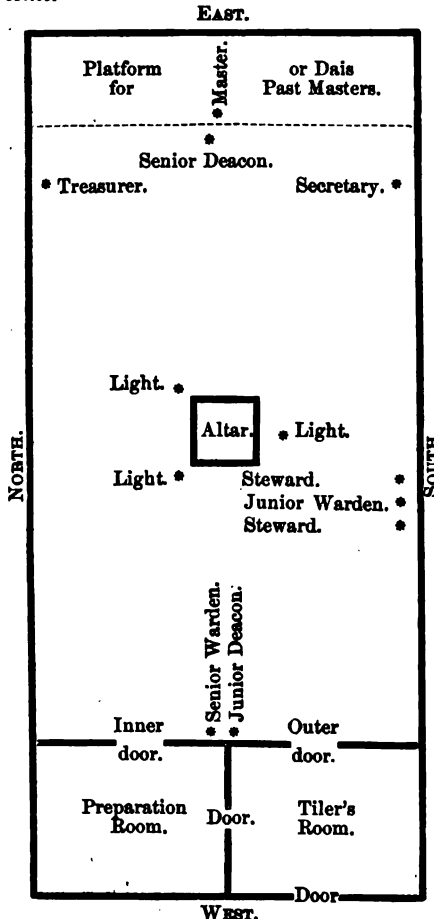 EAST.
Platform
for
Master.
or Dais
Past Masters.
Senior Deacon.
Treasurer.
Secretary.
Light.
Altar.
Light.
Light.
NORTH.
SOUTH
Steward.
Junior Warden.
Steward.
Senior Warden.
Junior Deacon.
Inner
door.
Outer
door.
Preparation
Room.
Door.
Tiler's
Room.
Door
WEST.